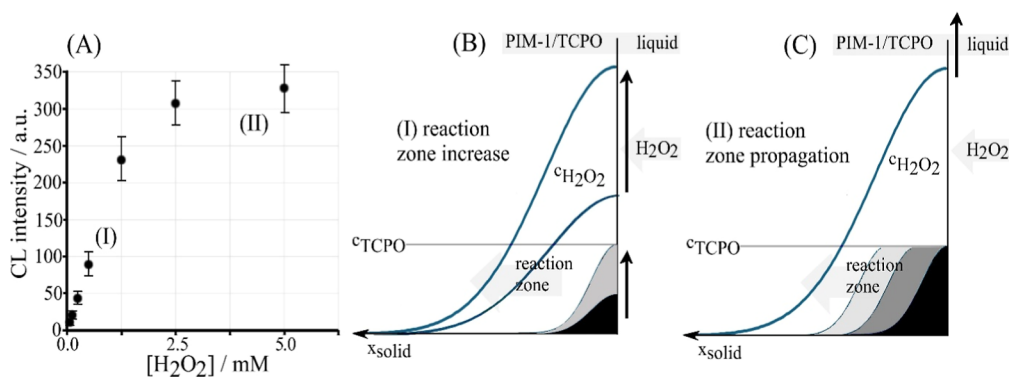 (A)
350
300
250
200
150
100
50
0
CL intensity / a.u.
(I)
(II)
0.0 2.5 5.0
[H₂O₂] / mM
(B)
PIM-1/TCPO liquid
(I) reaction
zone increase
H₂O₂
cH₂O₂
cTCPO
reaction
zone
xsolid
(C)
PIM-1/TCPO liquid
(II) reaction
zone propagation
H₂O₂
cH₂O₂
cTCPO
reaction
zone
xsolid